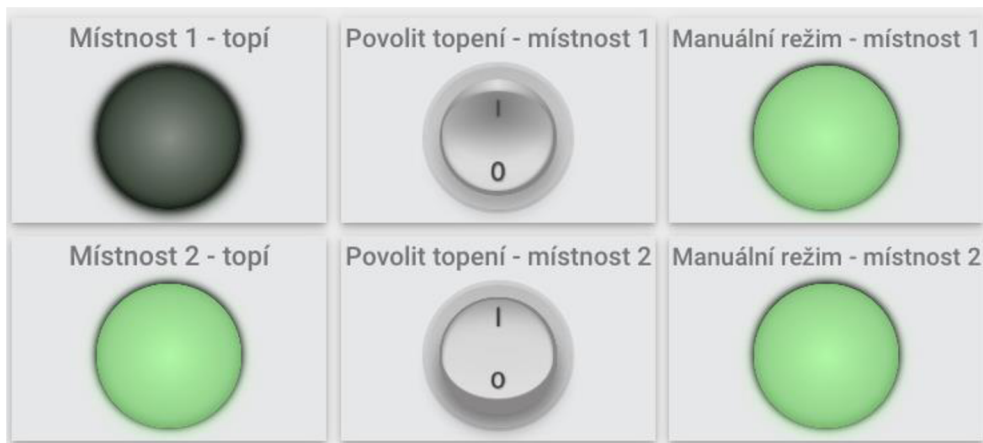 Místnost 1 - topí
Povolit topení - místnost 1
Manuální režim - místnost 1
I
0
Místnost 2 - topí
Povolit topení - místnost 2
Manuální režim - místnost 2
I
0